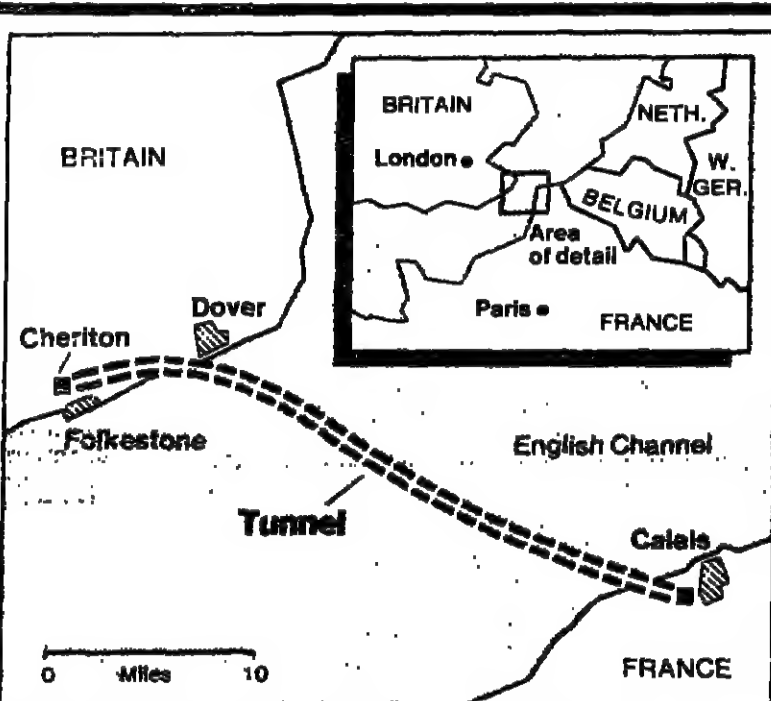 BRITAIN
NETH.
BRITAIN
London
W.
GER.
BELGIUM
Area
of detail
Dover
Paris
FRANCE
Cheriton
Folkestone
English Channel
Tunnel
Calais
0 Miles 10
FRANCE